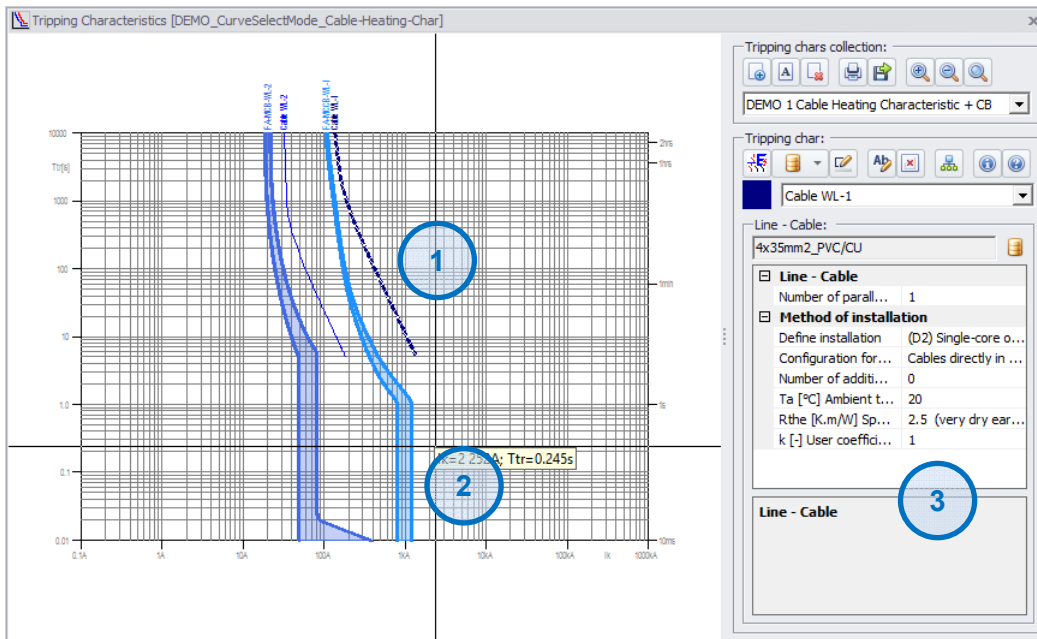 Tripping Characteristics [DEMO_CurveSelectMode_Cable-Heating-Char]
Tripping chars collection:
DEMO 1 Cable Heating Characteristic + CB
Tripping char:
Cable WL-1
Line - Cable:
4x35mm2_PVC/CU
Line - Cable
Number of parall... 1
Method of installation
Define installation (D2) Single-core o...
Configuration for... Cables directly in ...
Number of additi... 0
Ta [°C] Ambient t... 20
Rthe [K.m/W] Sp... 2.5 (very dry ear...
k [-] User coeffici... 1
Line - Cable
Cable WL-2
Cable WL-1
10000
Ttr[s]
1000
100
10
1.0
0.1
0.01
2hrs
1hrs
1min
1s
10ms
0.1A 1A 10A 100A 1kA 10kA 100kA Ik 1000kA
Ttr=0.245s
1
2
3